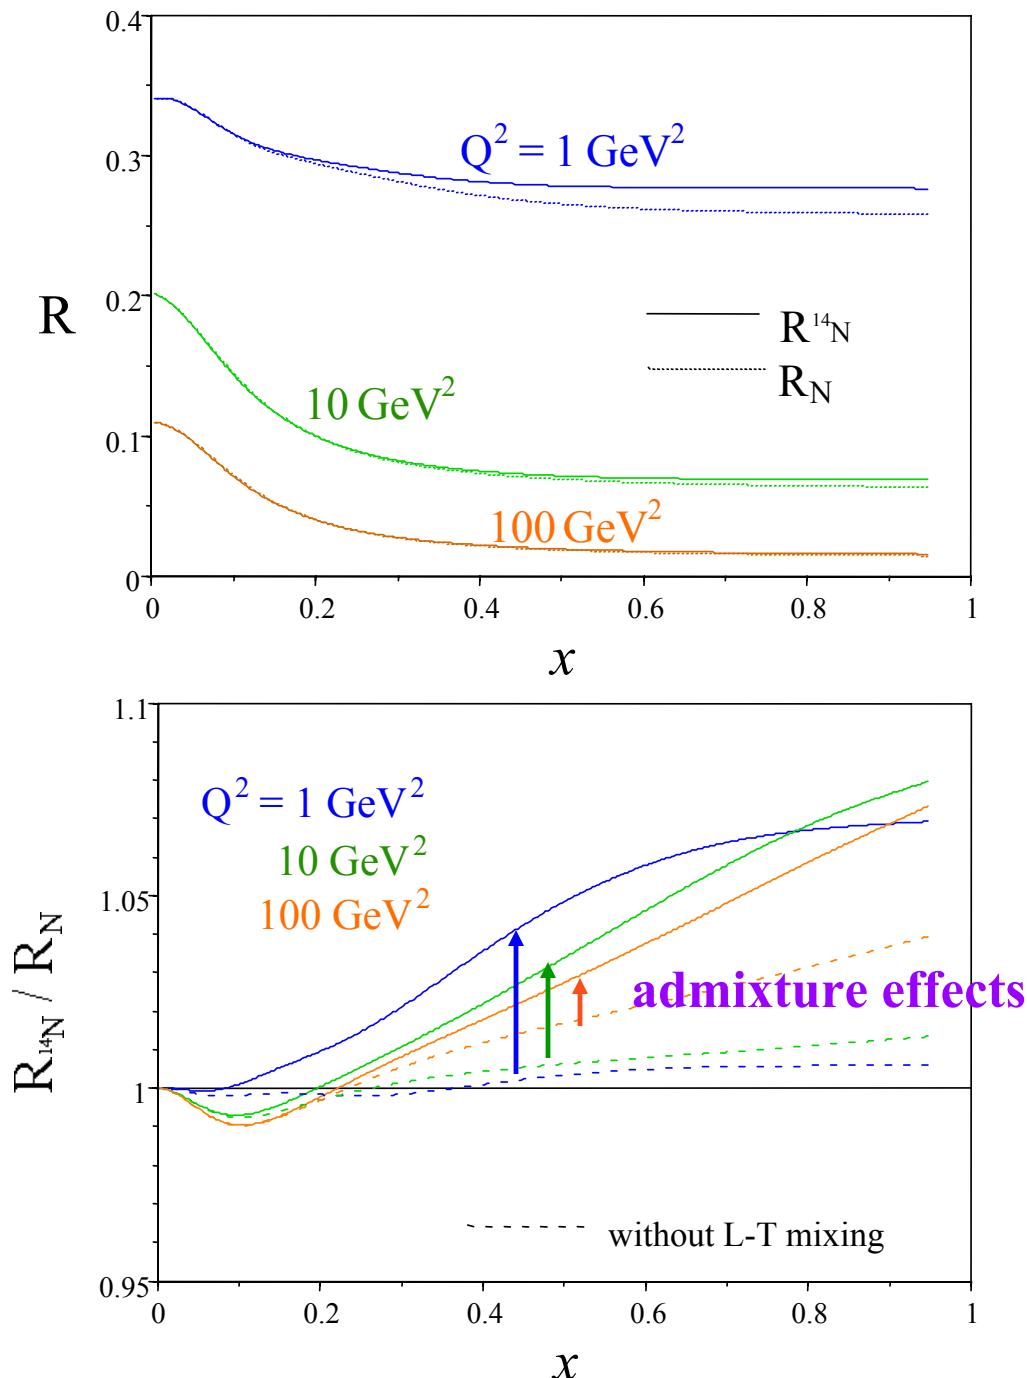 0.4
Q² = 1 GeV²
0.3
0.2
R
R¹⁴N
R_N
10 GeV²
0.1
100 GeV²
0
0 0.2 0.4 0.6 0.8 1
x
1.1
Q² = 1 GeV²
10 GeV²
1.05
100 GeV²
R¹⁴N / R_N
admixture effects
1
without L-T mixing
0.95
0 0.2 0.4 0.6 0.8 1
x